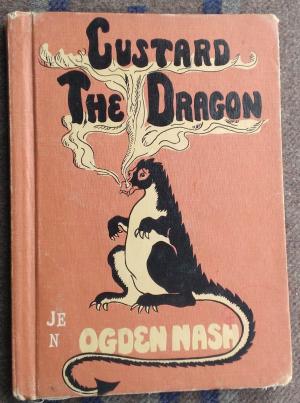 CUSTARD
THE DRAGON
JE
N
OGDEN NASH